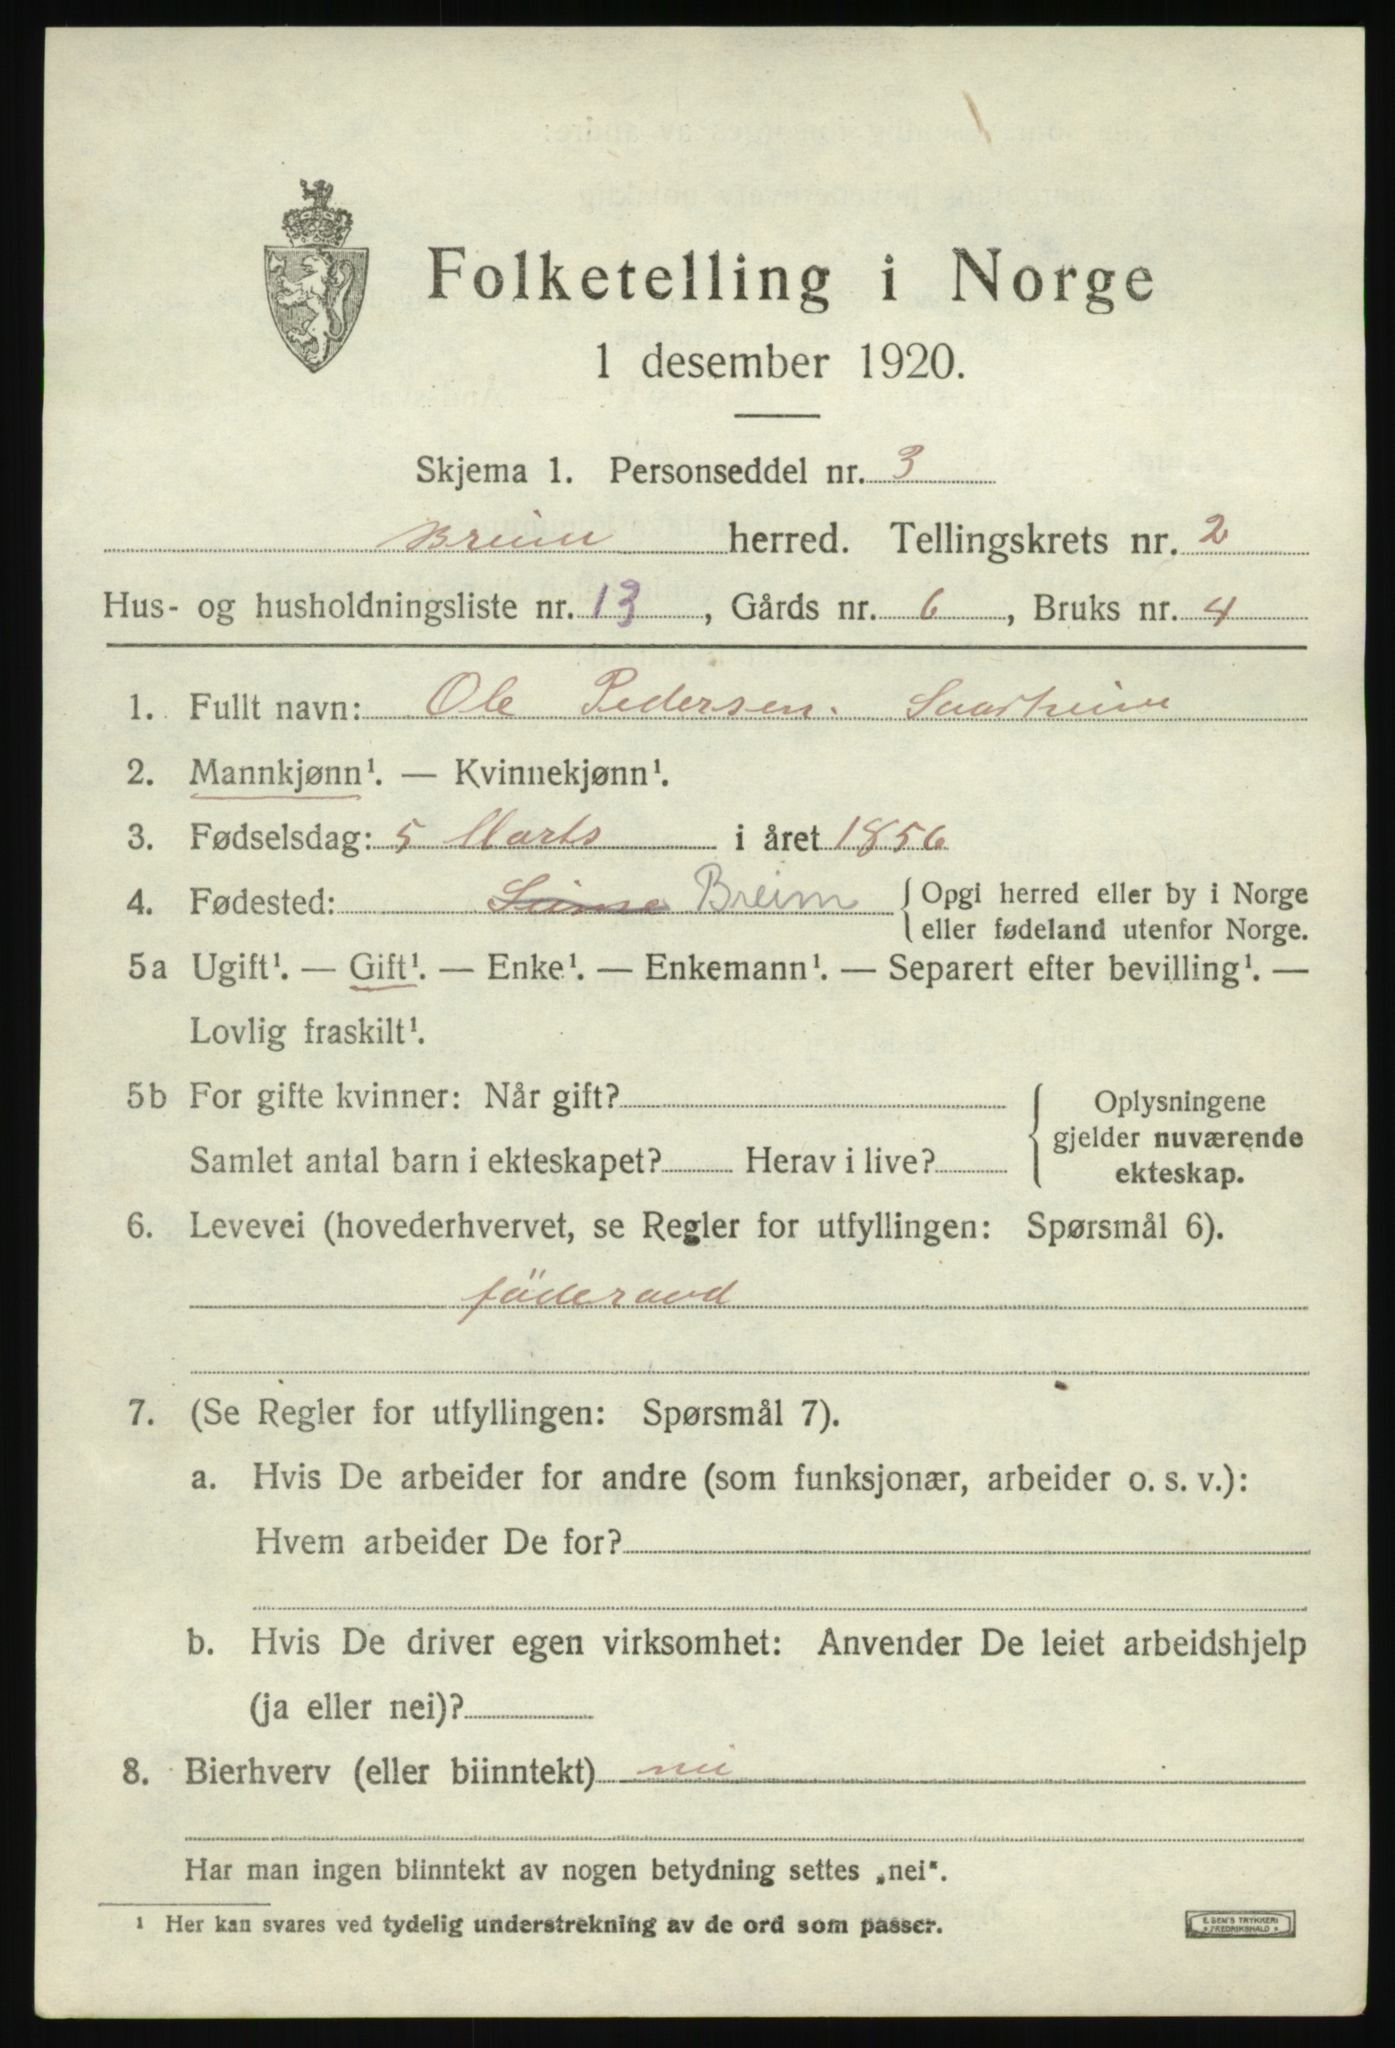 Folketelling i Norge
1 desember 1920.
Skjema 1. Personseddel nr. 3
Breim herred. Tellingskrets nr. 2
Hus- og husholdningsliste nr. 13, Gårds nr. 6, Bruks nr. 4
1. Fullt navn: Ole Pedersen.
2. Mannkjønn¹. — Kvinnekjønn¹.
3. Fødselsdag: 5 Marts i året 1856
4. Fødested: Breim {Opgi herred eller by i Norge
eller fødeland utenfor Norge.
5a Ugift¹. — Gift¹. — Enke¹. — Enkemann¹. — Separert efter bevilling¹. —
Lovlig fraskilt¹.
5b For gifte kvinner: Når gift?
Samlet antal barn i ekteskapet? Herav i live?
Oplysningene
gjelder nuværende
ekteskap.
6. Levevei (hovederhvervet, se Regler for utfyllingen: Spørsmål 6).
föderaad
7. (Se Regler for utfyllingen: Spørsmål 7).
a. Hvis De arbeider for andre (som funksjonær, arbeider o. s. v.):
Hvem arbeider De for?
b. Hvis De driver egen virksomhet: Anvender De leiet arbeidshjelp
(ja eller nei)?
8. Bierhverv (eller biinntekt) nei
Har man ingen biinntekt av nogen betydning settes „nei“.
¹ Her kan svares ved tydelig understrekning av de ord som passer.
E. SEM'S TRYKKERI
FREDRIKSHALD